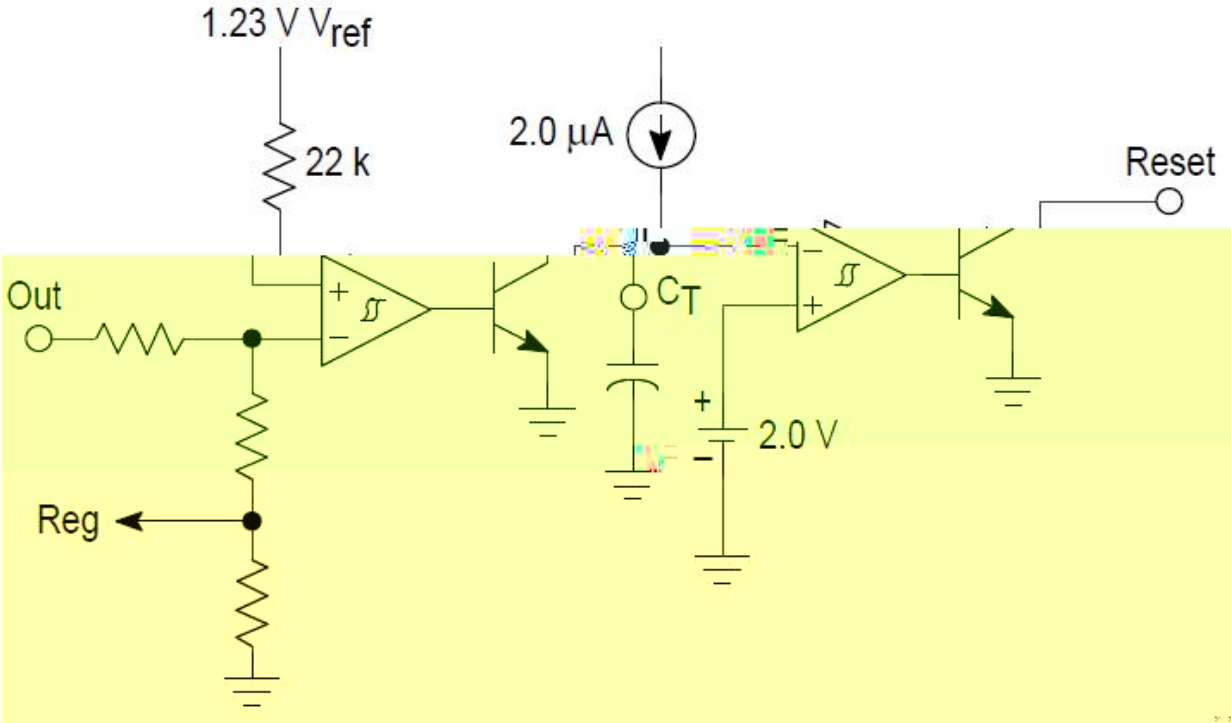 1.23 V Vref
2.0 μA
22 k
Reset
Out
+
−
CT
−
+
+
−
2.0 V
Reg